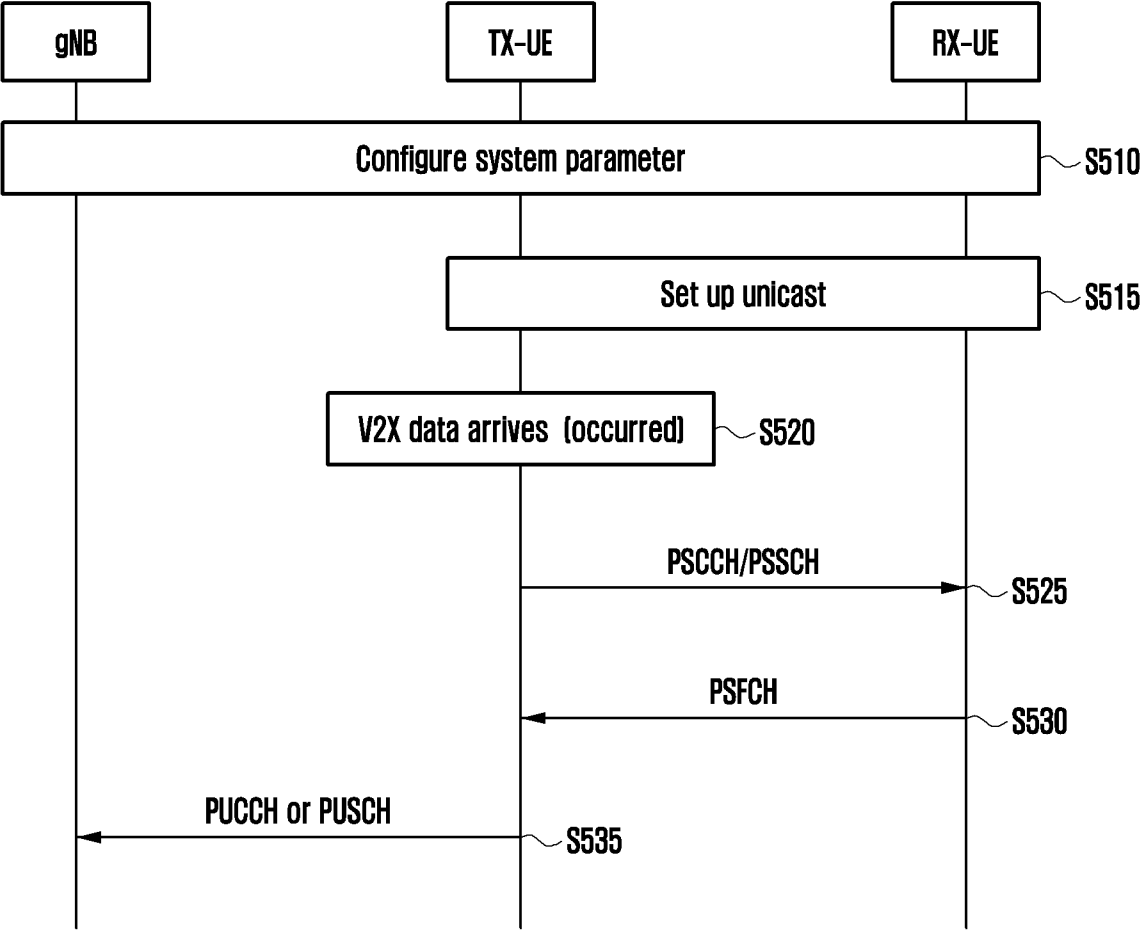 gNB
TX-UE
RX-UE
Configure system parameter
S510
Set up unicast
S515
V2X data arrives (occurred)
S520
PSCCH/PSSCH
S525
PSFCH
S530
PUCCH or PUSCH
S535